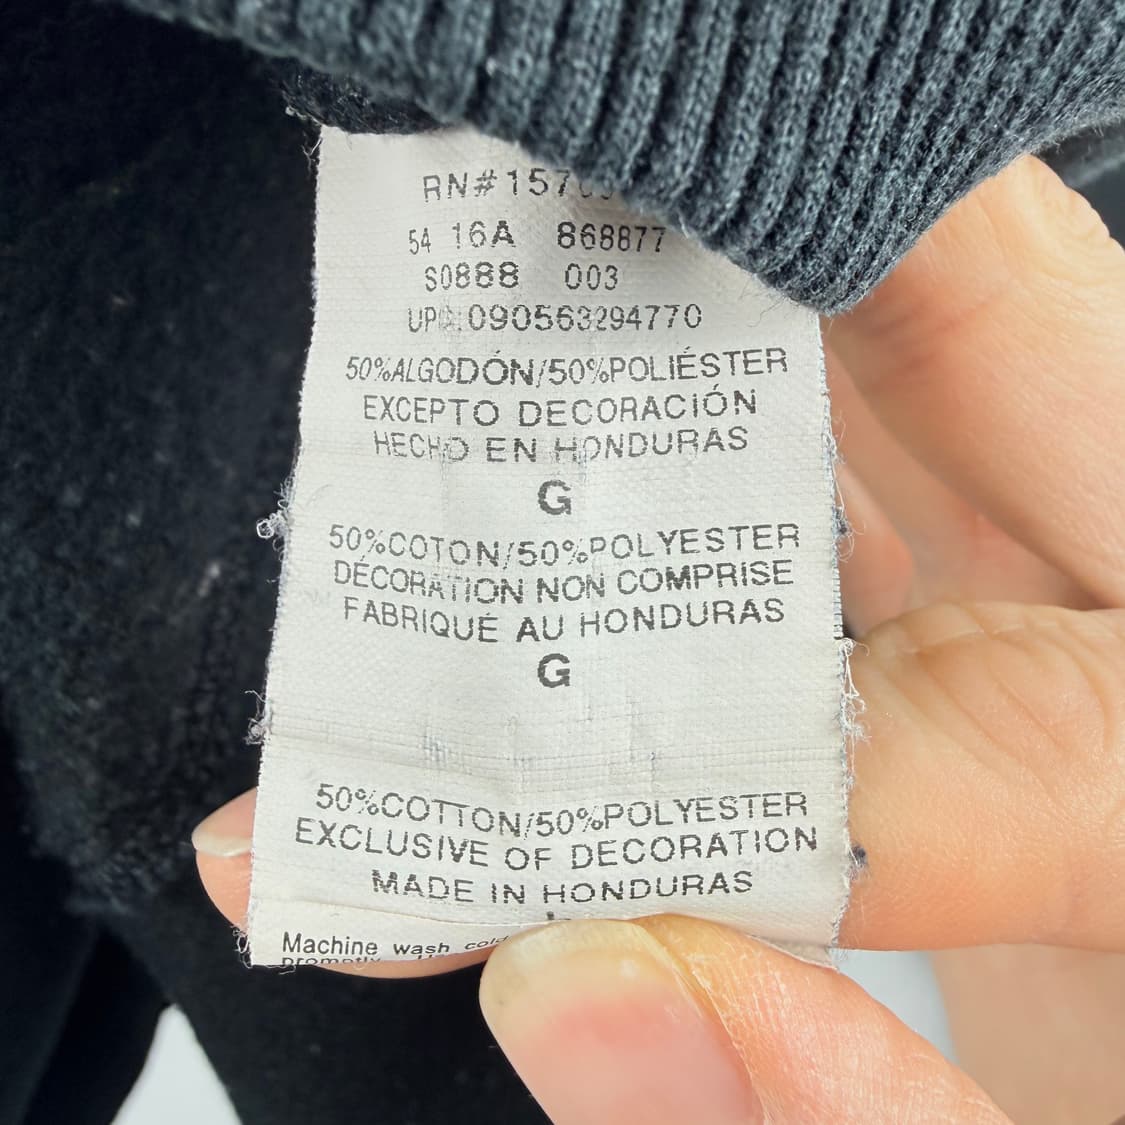 54 16A 868877
S0888 003
UPC:090563294770
50%ALGODÓN/50%POLIÉSTER
EXCEPTO DECORACIÓN
HECHO EN HONDURAS
G
50%COTON/50%POLYESTER
DÉCORATION NON COMPRISE
FABRIQUÉ AU HONDURAS
G
50%COTTON/50%POLYESTER
EXCLUSIVE OF DECORATION
MADE IN HONDURAS
Machine wash cold
promptly